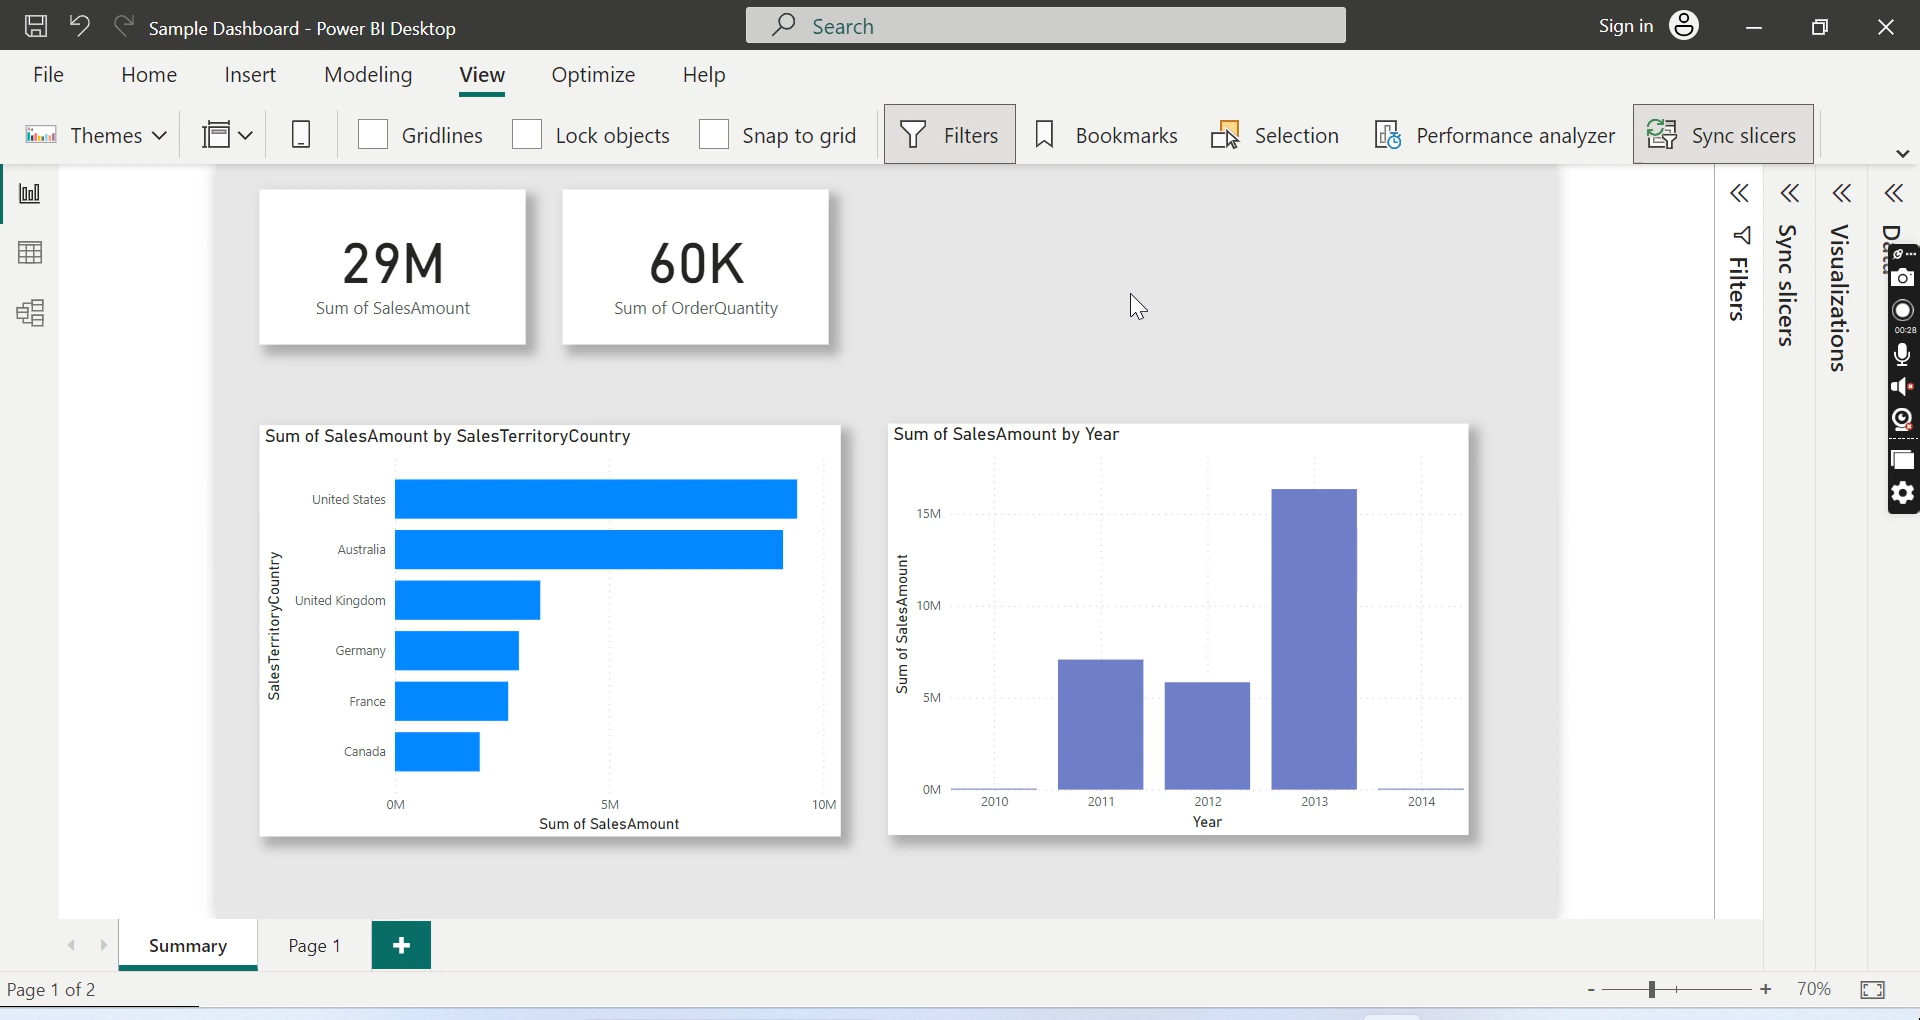 Sample Dashboard - Power BI Desktop
Search
Sign in
File Home Insert Modeling View Optimize Help
Themes Gridlines Lock objects Snap to grid Filters Bookmarks Selection Performance analyzer Sync slicers
29M
Sum of SalesAmount
60K
Sum of OrderQuantity
Sum of SalesAmount by SalesTerritoryCountry
SalesTerritoryCountry
United States
Australia
United Kingdom
Germany
France
Canada
0M 5M 10M
Sum of SalesAmount
Sum of SalesAmount by Year
Sum of SalesAmount
15M
10M
5M
0M
2010 2011 2012 2013 2014
Year
Filters
Sync slicers
Visualizations
Data
00:28
Summary Page 1 +
Page 1 of 2
- + 70%